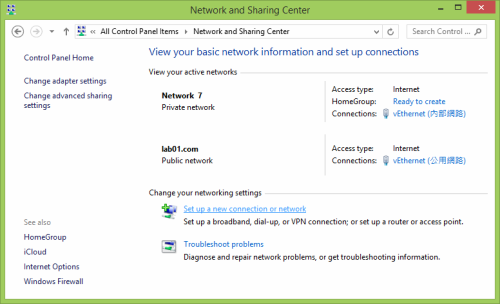 Network and Sharing Center
All Control Panel Items
Network and Sharing Center
Search Control ...
Control Panel Home
Change adapter settings
Change advanced sharing
settings
View your basic network information and set up connections
View your active networks
Network 7
Private network
Access type: Internet
HomeGroup: Ready to create
Connections: vEthernet (內部網路)
lab01.com
Public network
Access type: Internet
Connections: vEthernet (公用網路)
Change your networking settings
Set up a new connection or network
Set up a broadband, dial-up, or VPN connection; or set up a router or access point.
Troubleshoot problems
Diagnose and repair network problems, or get troubleshooting information.
See also
HomeGroup
iCloud
Internet Options
Windows Firewall